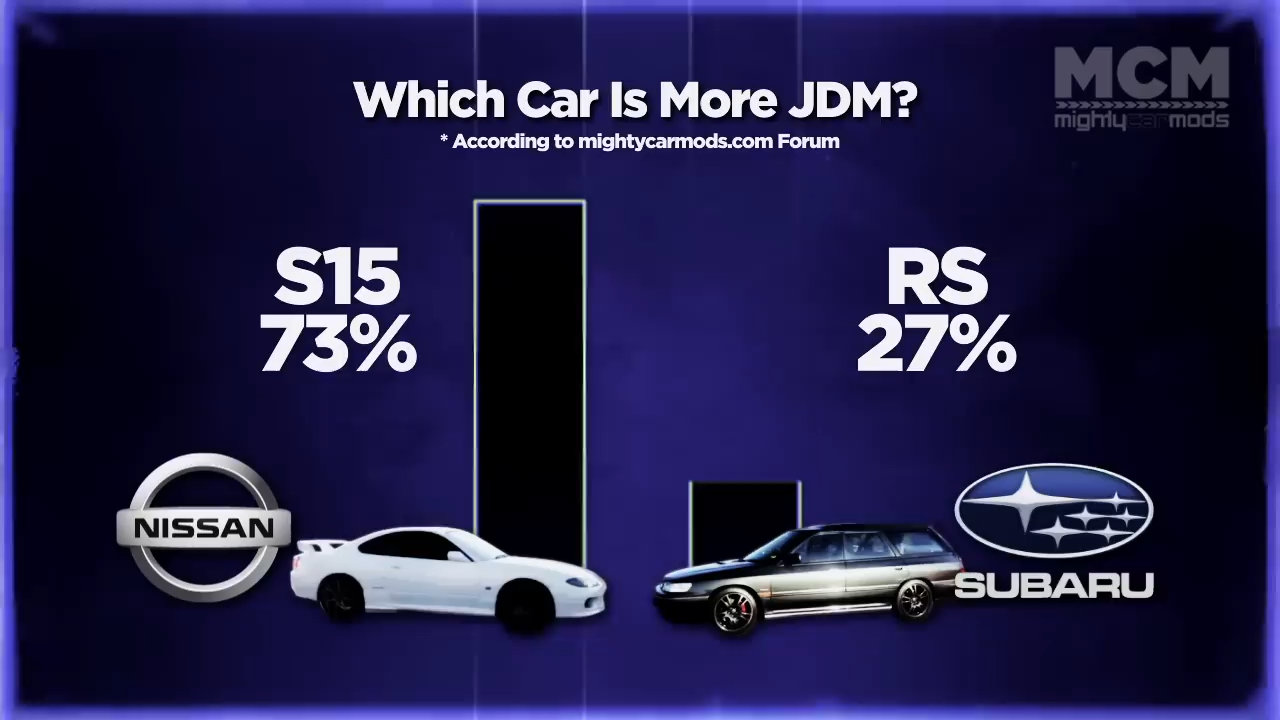 MCM
mightycarmods
Which Car Is More JDM?
* According to mightycarmods.com Forum
S15
73%
RS
27%
NISSAN
SUBARU